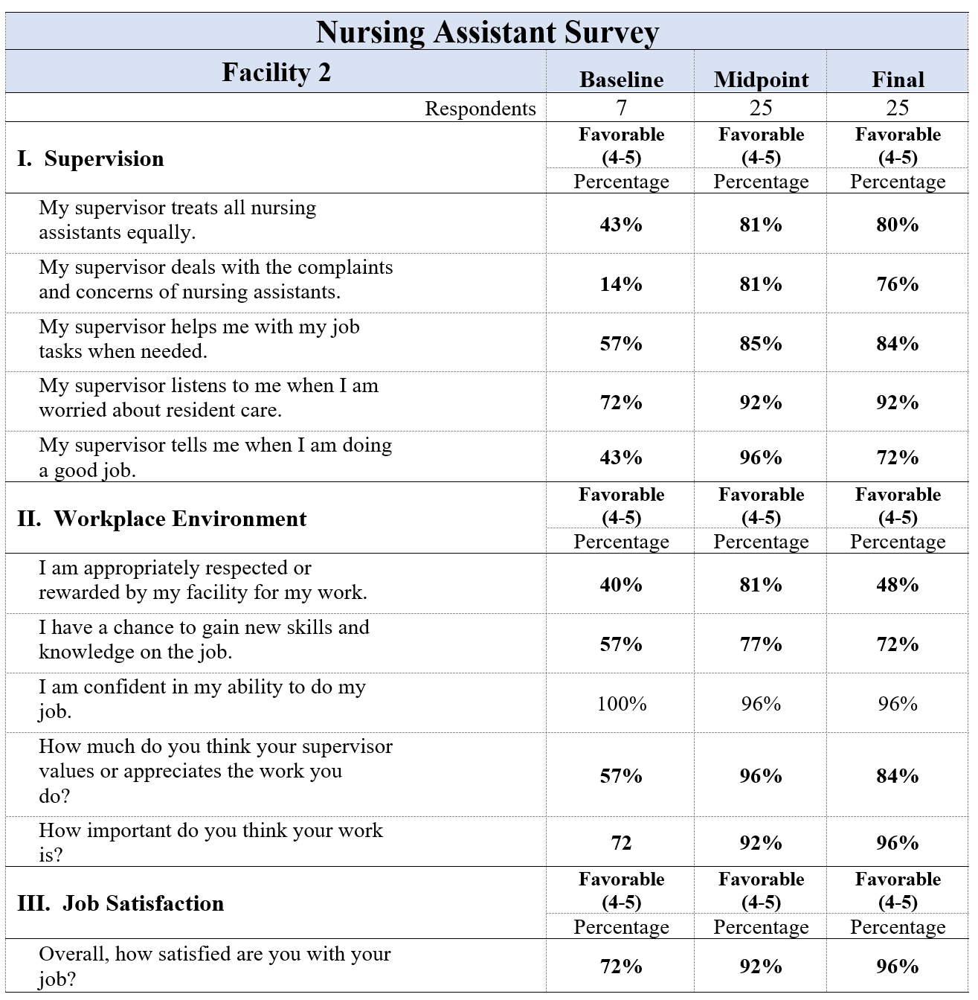 Nursing Assistant Survey
Facility 2 Baseline Midpoint Final
Respondents 7 25 25
I. Supervision
Favorable (4-5) Favorable (4-5) Favorable (4-5)
Percentage Percentage Percentage
My supervisor treats all nursing
assistants equally.
43% 81% 80%
My supervisor deals with the complaints
and concerns of nursing assistants.
14% 81% 76%
My supervisor helps me with my job
tasks when needed.
57% 85% 84%
My supervisor listens to me when I am
worried about resident care.
72% 92% 92%
My supervisor tells me when I am doing
a good job.
43% 96% 72%
II. Workplace Environment
Favorable (4-5) Favorable (4-5) Favorable (4-5)
Percentage Percentage Percentage
I am appropriately respected or
rewarded by my facility for my work.
40% 81% 48%
I have a chance to gain new skills and
knowledge on the job.
57% 77% 72%
I am confident in my ability to do my
job.
100% 96% 96%
How much do you think your supervisor
values or appreciates the work you
do?
57% 96% 84%
How important do you think your work
is?
72 92% 96%
III. Job Satisfaction
Favorable (4-5) Favorable (4-5) Favorable (4-5)
Percentage Percentage Percentage
Overall, how satisfied are you with your
job?
72% 92% 96%